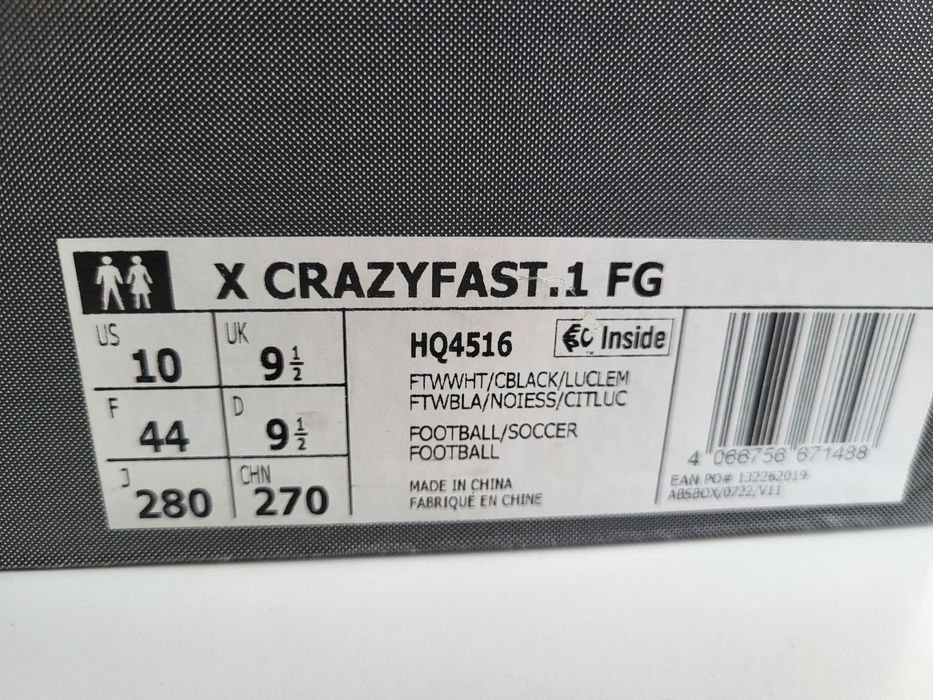 X CRAZYFAST.1 FG
US 10 UK 9 1/2
F 44 D 9 1/2
J 280 CHN 270
HQ4516
Inside
FTWWHT/CBLACK/LUCLEM
FTWBLA/NOIESS/CITLUC
FOOTBALL/SOCCER
FOOTBALL
MADE IN CHINA
FABRIQUÉ EN CHINE
4 066756 671488
EAN PO# 132262019
ABSBOX/0722/V11